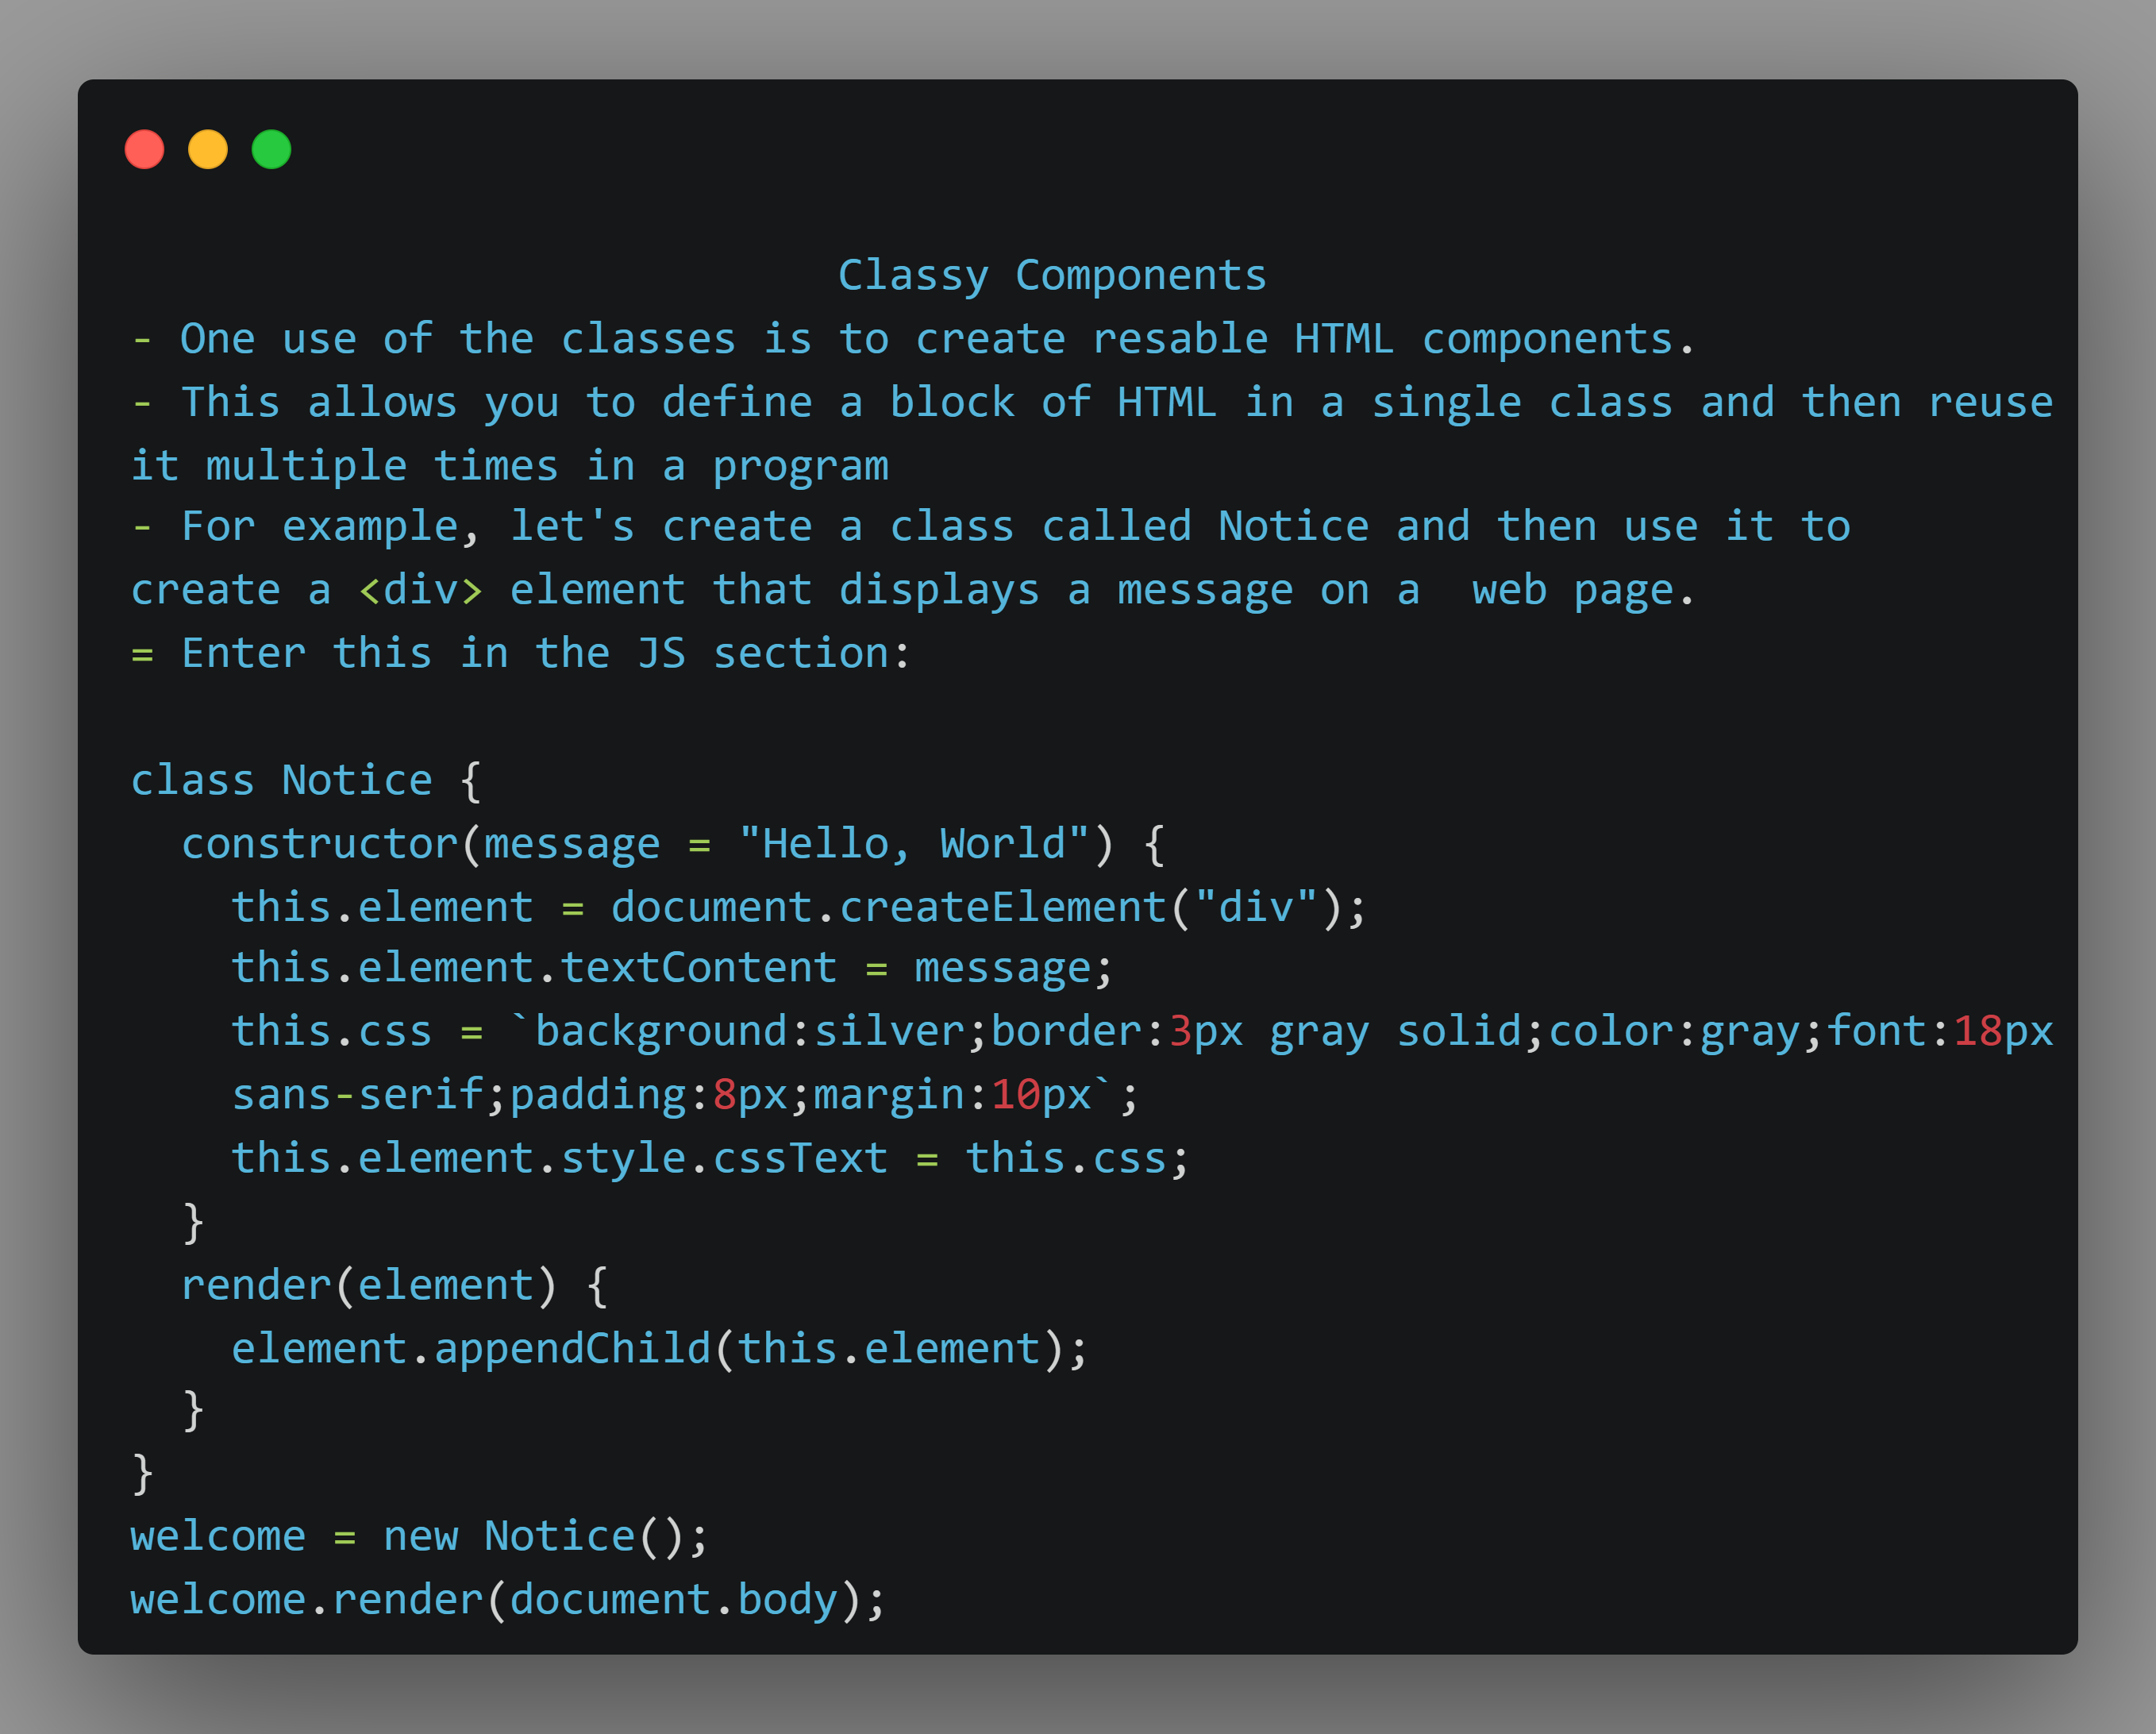 Classy Components
- One use of the classes is to create resable HTML components.
- This allows you to define a block of HTML in a single class and then reuse
it multiple times in a program
- For example, let's create a class called Notice and then use it to
create a <div> element that displays a message on a  web page.
= Enter this in the JS section:

class Notice {
  constructor(message = "Hello, World") {
    this.element = document.createElement("div");
    this.element.textContent = message;
    this.css = `background:silver;border:3px gray solid;color:gray;font:18px
    sans-serif;padding:8px;margin:10px`;
    this.element.style.cssText = this.css;
  }
  render(element) {
    element.appendChild(this.element);
  }
}
welcome = new Notice();
welcome.render(document.body);